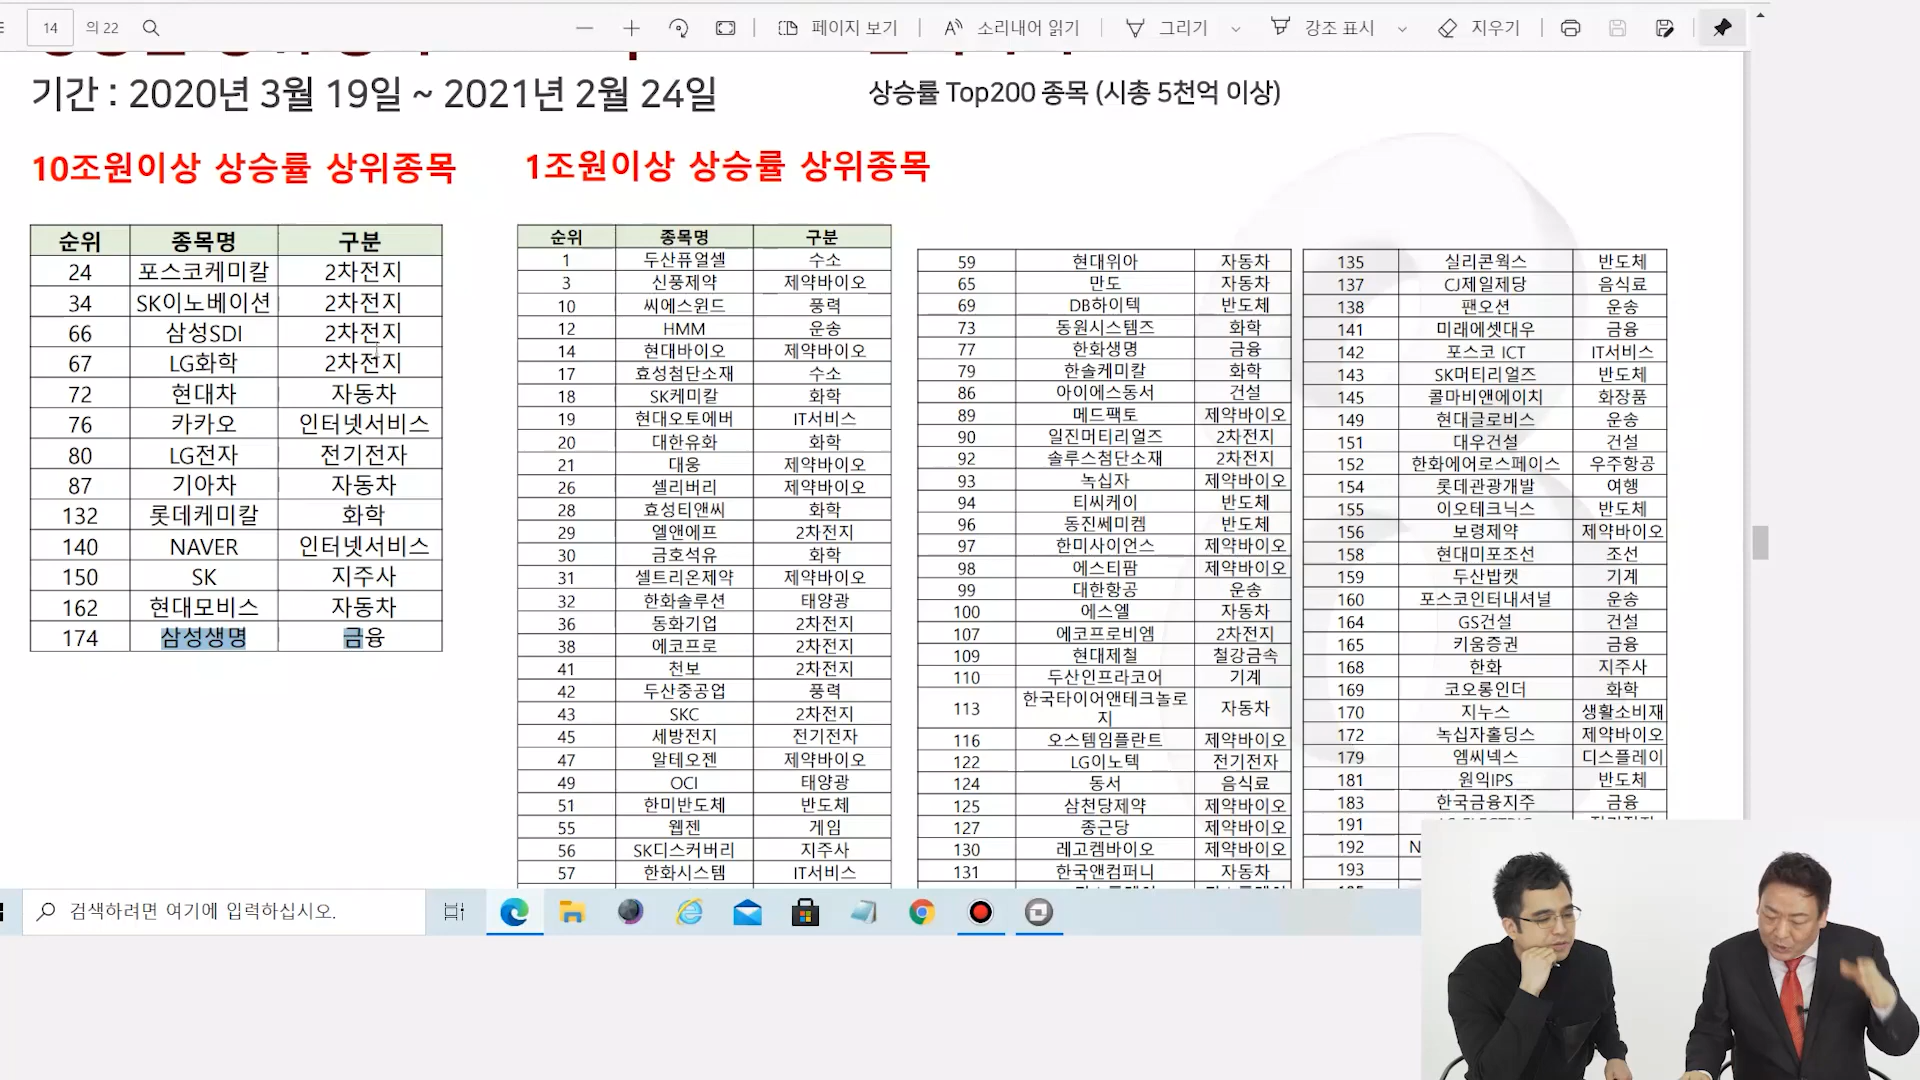 14 의 22 페이지 보기 소리내어 읽기 그리기 강조 표시 지우기
기간 : 2020년 3월 19일 ~ 2021년 2월 24일
상승률 Top200 종목 (시총 5천억 이상)
10조원이상 상승률 상위종목
순위 종목명 구분
24 포스코케미칼 2차전지
34 SK이노베이션 2차전지
66 삼성SDI 2차전지
67 LG화학 2차전지
72 현대차 자동차
76 카카오 인터넷서비스
80 LG전자 전기전자
87 기아차 자동차
132 롯데케미칼 화학
140 NAVER 인터넷서비스
150 SK 지주사
162 현대모비스 자동차
174 삼성생명 금융
1조원이상 상승률 상위종목
순위 종목명 구분
1 두산퓨얼셀 수소
3 신풍제약 제약바이오
10 씨에스윈드 풍력
12 HMM 운송
14 현대바이오 제약바이오
17 효성첨단소재 수소
18 SK케미칼 화학
19 현대오토에버 IT서비스
20 대한유화 화학
21 대웅 제약바이오
26 셀리버리 제약바이오
28 효성티앤씨 화학
29 엘앤에프 2차전지
30 금호석유 화학
31 셀트리온제약 제약바이오
32 한화솔루션 태양광
36 동화기업 2차전지
38 에코프로 2차전지
41 천보 2차전지
42 두산중공업 풍력
43 SKC 2차전지
45 세방전지 전기전자
47 알테오젠 제약바이오
49 OCI 태양광
51 한미반도체 반도체
55 웹젠 게임
56 SK디스커버리 지주사
57 한화시스템 IT서비스
59 현대위아 자동차
65 만도 자동차
69 DB하이텍 반도체
73 동원시스템즈 화학
77 한화생명 금융
79 한솔케미칼 화학
86 아이에스동서 건설
89 메드팩토 제약바이오
90 일진머티리얼즈 2차전지
92 솔루스첨단소재 2차전지
93 녹십자 제약바이오
94 티씨케이 반도체
96 동진쎄미켐 반도체
97 한미사이언스 제약바이오
98 에스티팜 제약바이오
99 대한항공 운송
100 에스엘 자동차
107 에코프로비엠 2차전지
109 현대제철 철강금속
110 두산인프라코어 기계
113 한국타이어앤테크놀로지 자동차
116 오스템임플란트 제약바이오
122 LG이노텍 전기전자
124 동서 음식료
125 삼천당제약 제약바이오
127 종근당 제약바이오
130 레고켐바이오 제약바이오
131 한국앤컴퍼니 자동차
135 실리콘웍스 반도체
137 CJ제일제당 음식료
138 팬오션 운송
141 미래에셋대우 금융
142 포스코 ICT IT서비스
143 SK머티리얼즈 반도체
145 콜마비앤에이치 화장품
149 현대글로비스 운송
151 대우건설 건설
152 한화에어로스페이스 우주항공
154 롯데관광개발 여행
155 이오테크닉스 반도체
156 보령제약 제약바이오
158 현대미포조선 조선
159 두산밥캣 기계
160 포스코인터내셔널 운송
164 GS건설 건설
165 키움증권 금융
168 한화 지주사
169 코오롱인더 화학
170 지누스 생활소비재
172 녹십자홀딩스 제약바이오
179 엠씨넥스 디스플레이
181 원익IPS 반도체
183 한국금융지주 금융
191
192 N
193
검색하려면 여기에 입력하십시오.